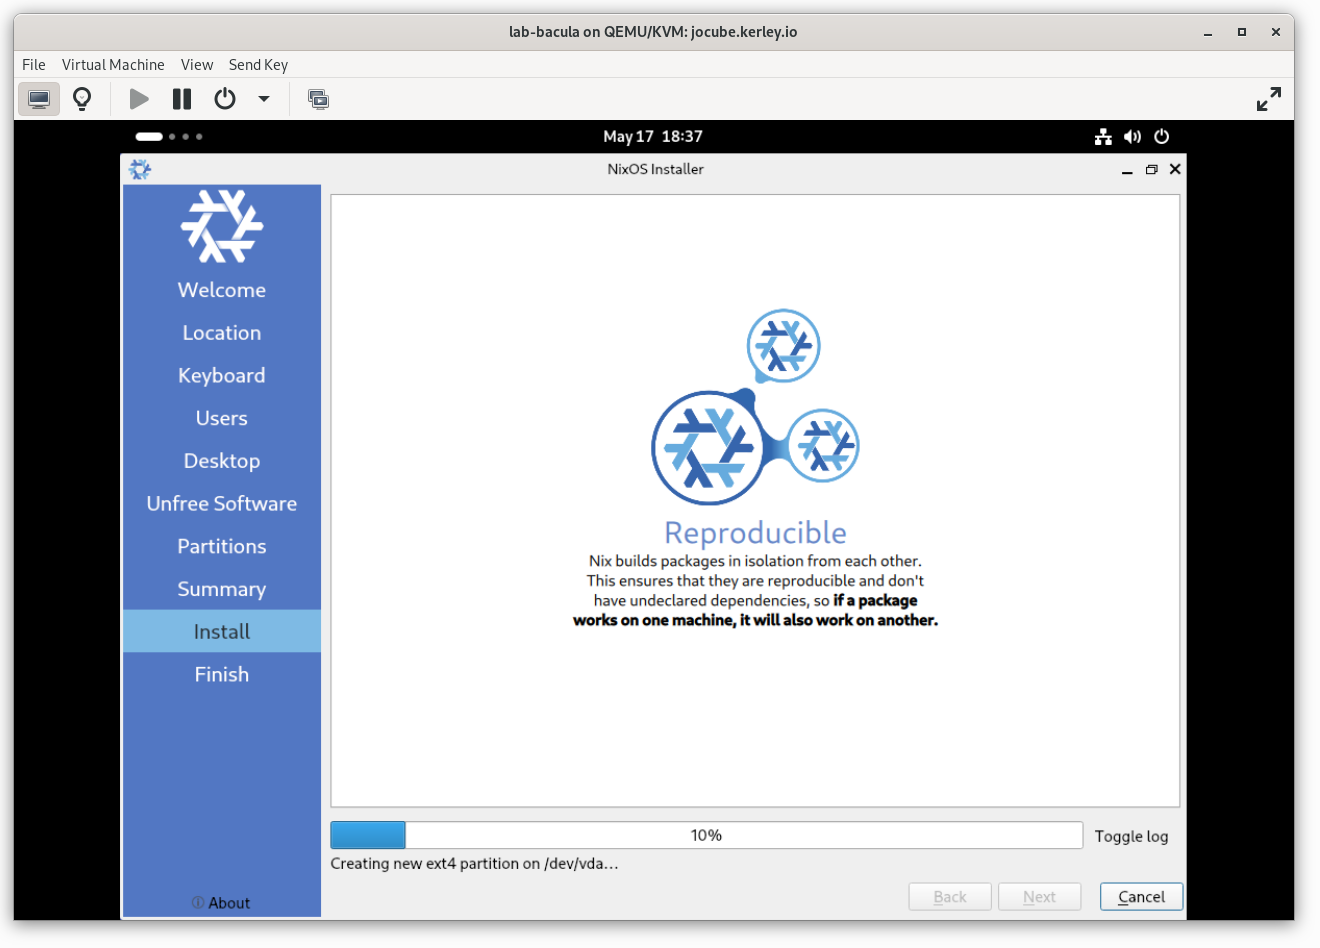 lab-bacula on QEMU/KVM: jocube.kerley.io
File Virtual Machine View Send Key
May 17 18:37
NixOS Installer
Welcome
Location
Keyboard
Users
Desktop
Unfree Software
Partitions
Summary
Install
Finish
About
Reproducible
Nix builds packages in isolation from each other.
This ensures that they are reproducible and don't
have undeclared dependencies, so if a package
works on one machine, it will also work on another.
10%
Toggle log
Creating new ext4 partition on /dev/vda…
Back Next Cancel